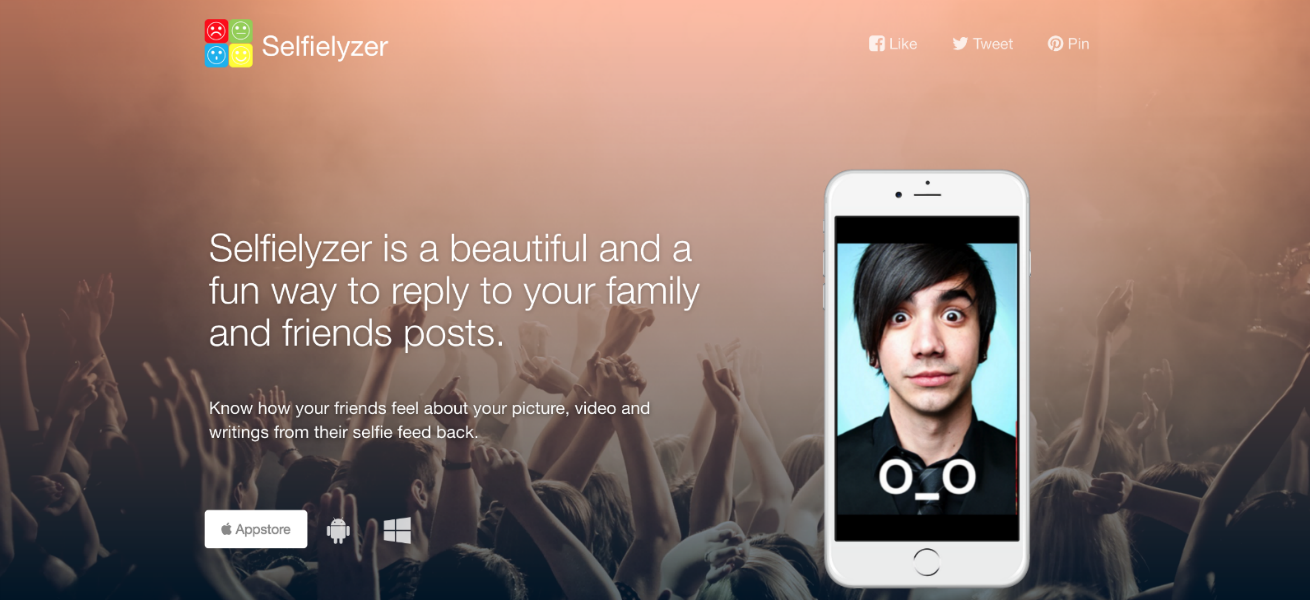 Selfielyzer
Like
Tweet
Pin
Selfielyzer is a beautiful and a
fun way to reply to your family
and friends posts.
Know how your friends feel about your picture, video and
writings from their selfie feed back.
Appstore
O_O